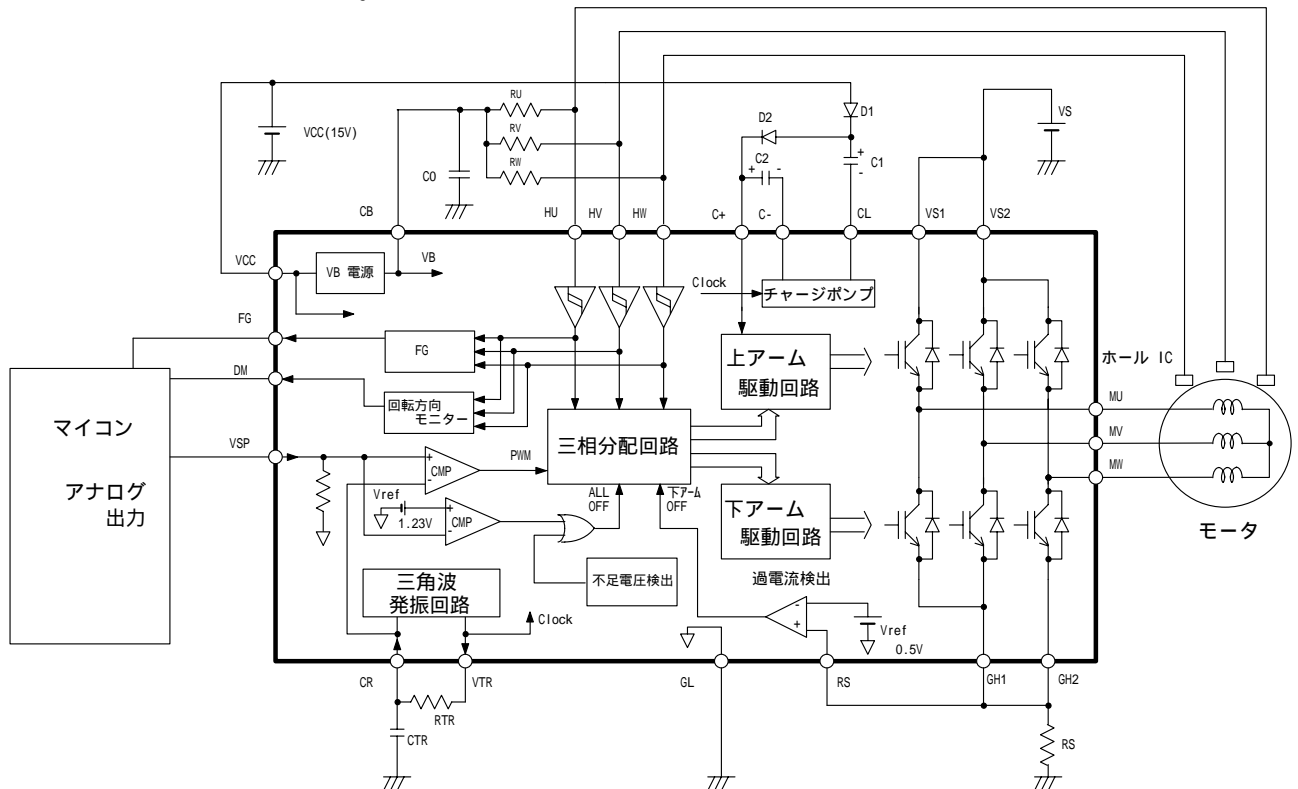 VCC(15V)
RU
RV
RW
C0
D2
D1
C2
+ -
+
-
C1
VS
CB
HU
HV
HW
C+
C-
CL
VS1
VS2
VCC
VB 電源
VB
Clock
チャージポンプ
FG
FG
DM
回転方向
モニター
上アーム
駆動回路
ホール IC
マイコン
アナログ
出力
VSP
+
-
CMP
PWM
三相分配回路
MU
MV
MW
Vref
1.23V
+
-
CMP
ALL
OFF
下アーム
OFF
下アーム
駆動回路
モータ
三角波
発振回路
不足電圧検出
過電流検出
Clock
-
+
Vref
0.5V
CR
VTR
GL
RS
GH1
GH2
RTR
CTR
RS